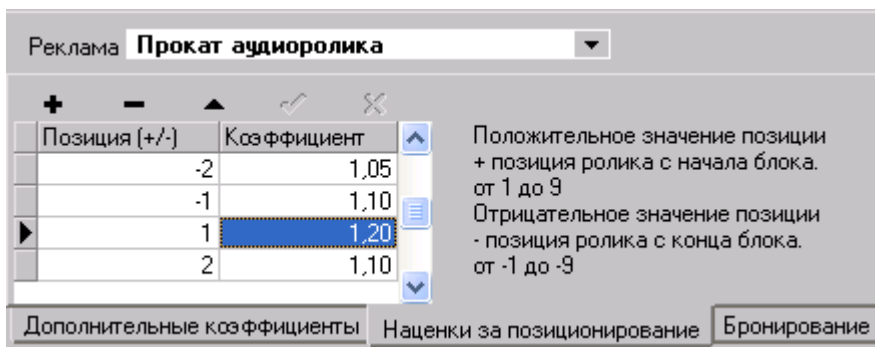 Реклама Прокат аудиоролика
Позиция (+/-) Коэффициент
-2 1,05
-1 1,10
1 1,20
2 1,10
Положительное значение позиции
+ позиция ролика с начала блока.
от 1 до 9
Отрицательное значение позиции
- позиция ролика с конца блока.
от -1 до -9
Дополнительные коэффициенты Наценки за позиционирование Бронирование